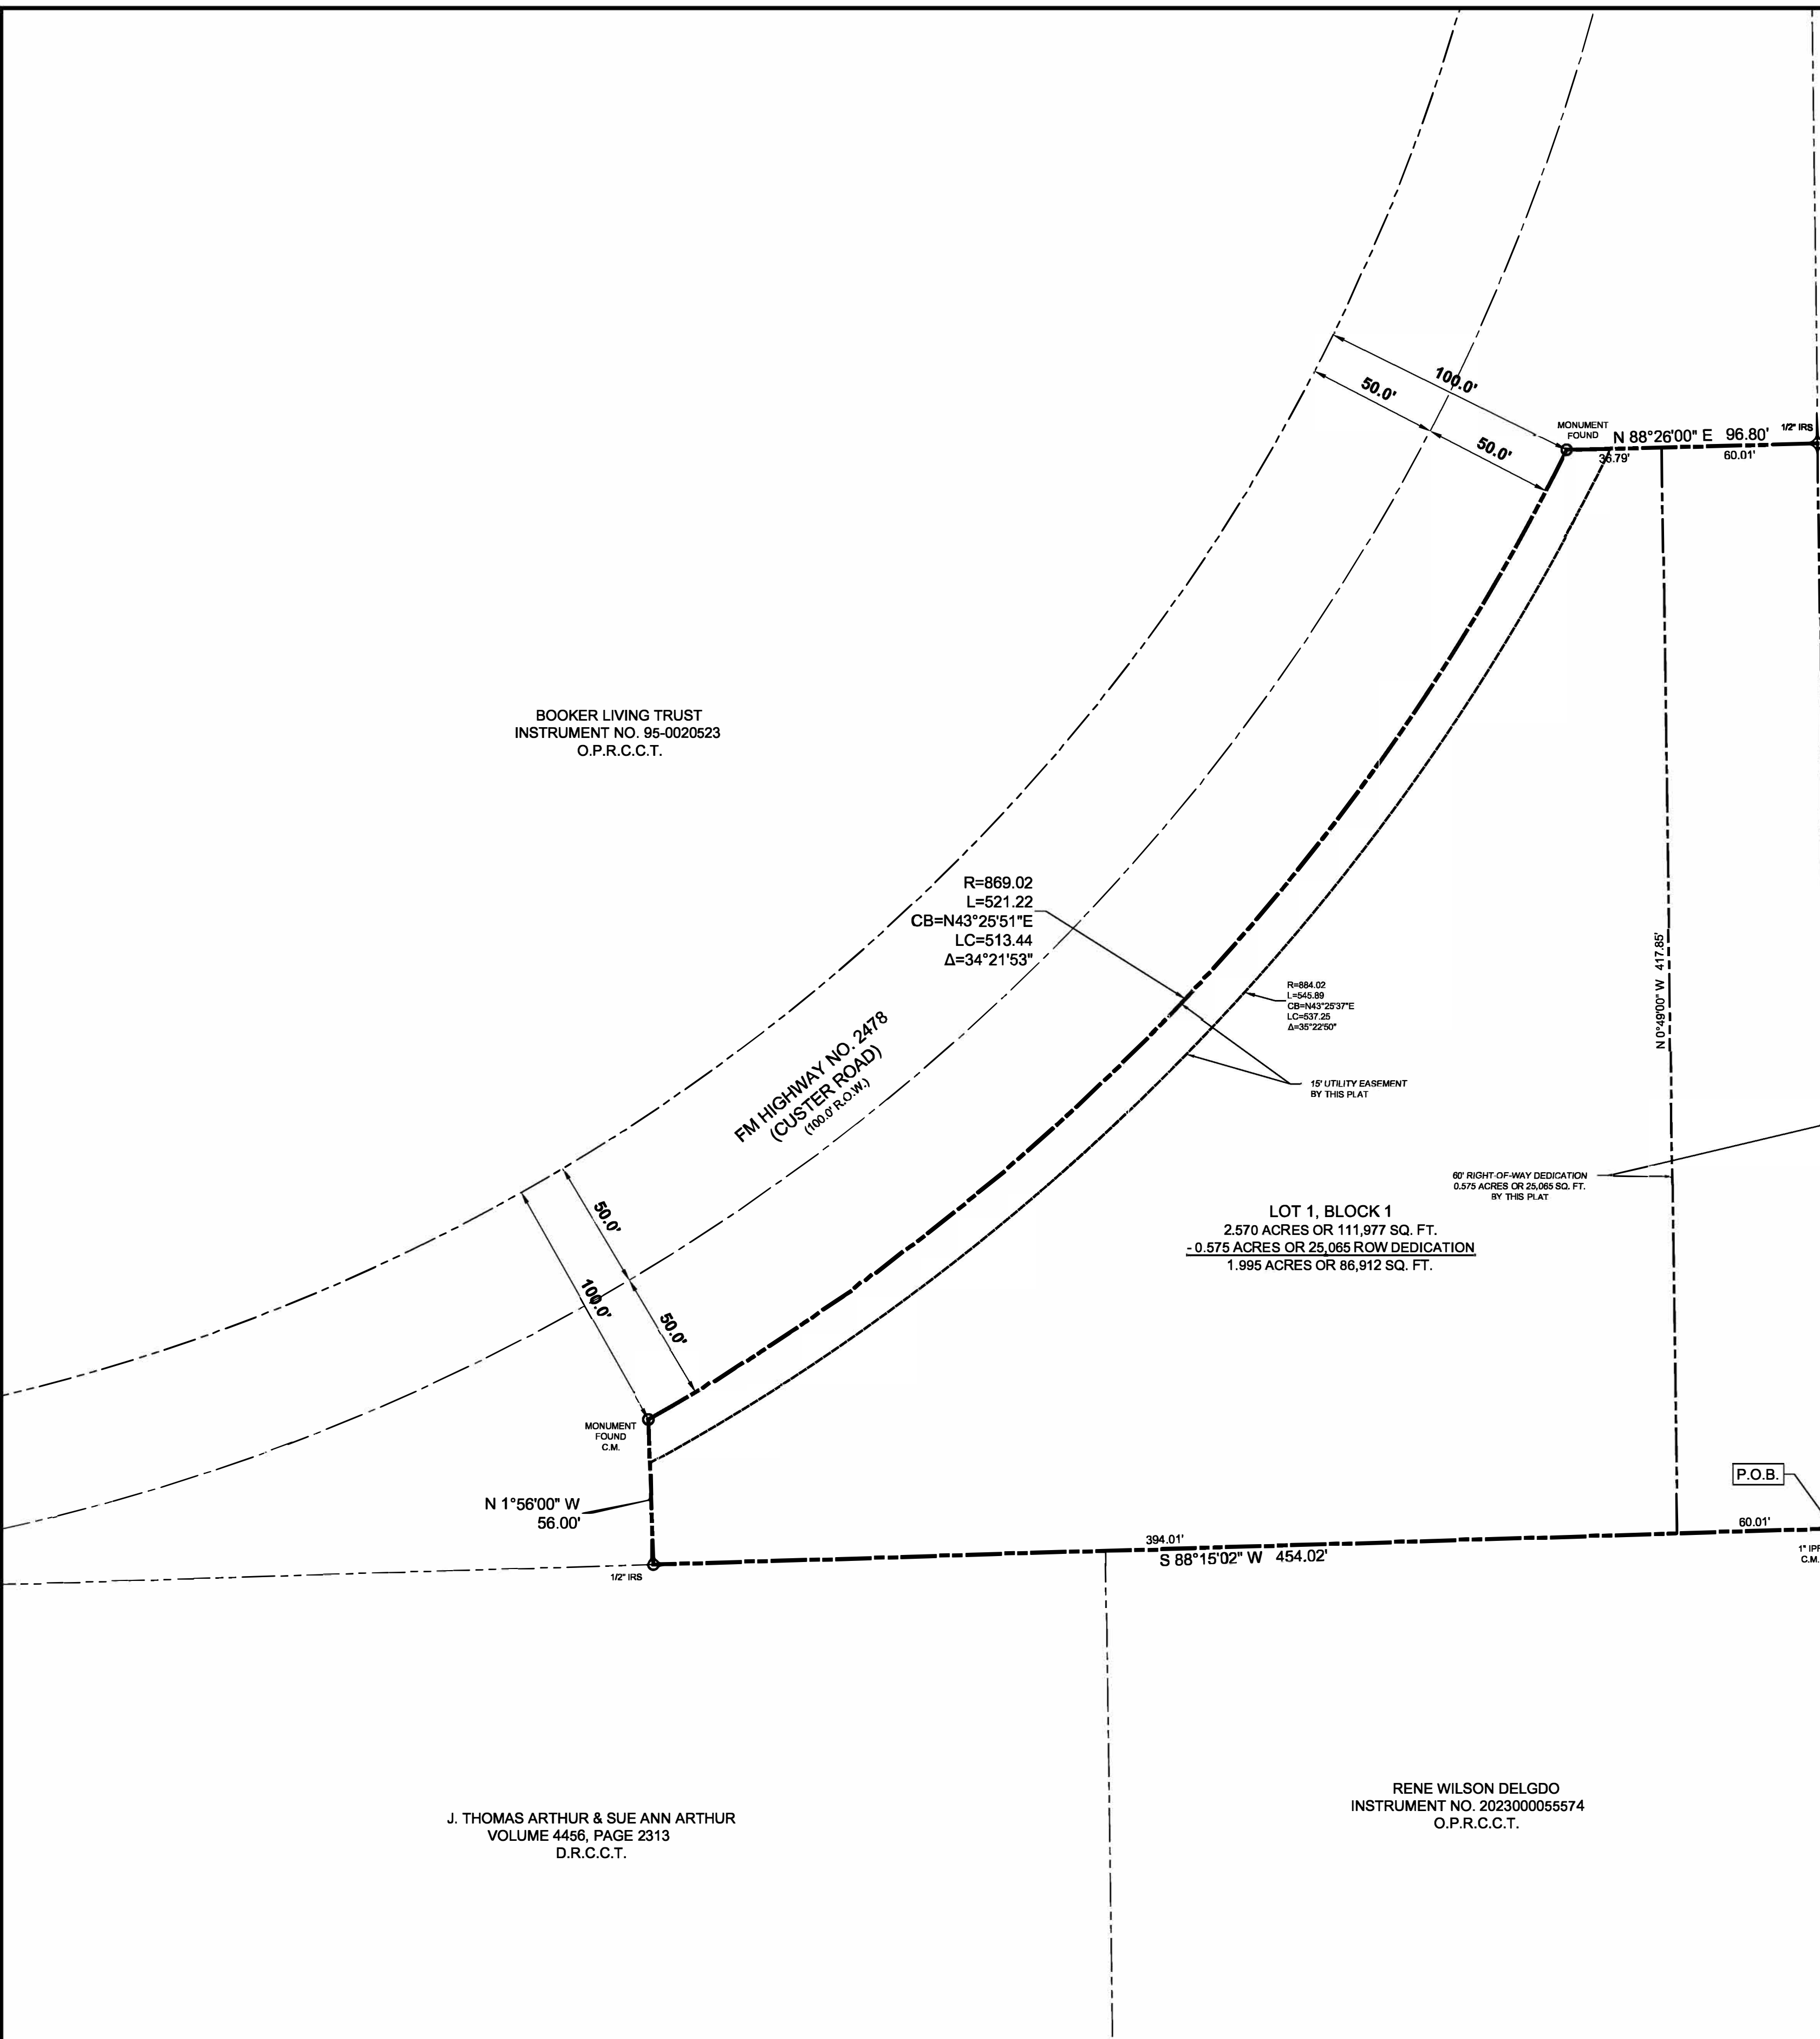 100.0'
50.0'
50.0'
MONUMENT
FOUND
N 88°26'00" E 96.80'
1/2" IRS
36.79'
60.01'
BOOKER LIVING TRUST
INSTRUMENT NO. 95-0020523
O.P.R.C.C.T.
R=869.02
L=521.22
CB=N43°25'51"E
LC=513.44
Δ=34°21'53"
R=884.02
L=545.89
CB=N43°25'37"E
LC=537.25
Δ=35°22'50"
N 0°49'00" W 417.85'
FM HIGHWAY NO. 2478
(CUSTER ROAD)
(100.0' R.O.W.)
15' UTILITY EASEMENT
BY THIS PLAT
60' RIGHT-OF-WAY DEDICATION
0.575 ACRES OR 25,065 SQ. FT.
BY THIS PLAT
LOT 1, BLOCK 1
2.570 ACRES OR 111,977 SQ. FT.
- 0.575 ACRES OR 25,065 ROW DEDICATION
1.995 ACRES OR 86,912 SQ. FT.
50.0'
100.0'
50.0'
MONUMENT
FOUND
C.M.
P.O.B.
N 1°56'00" W
56.00'
394.01'
60.01'
S 88°15'02" W 454.02'
1" IPF
C.M.
1/2" IRS
RENE WILSON DELGDO
INSTRUMENT NO. 2023000055574
O.P.R.C.C.T.
J. THOMAS ARTHUR & SUE ANN ARTHUR
VOLUME 4456, PAGE 2313
D.R.C.C.T.